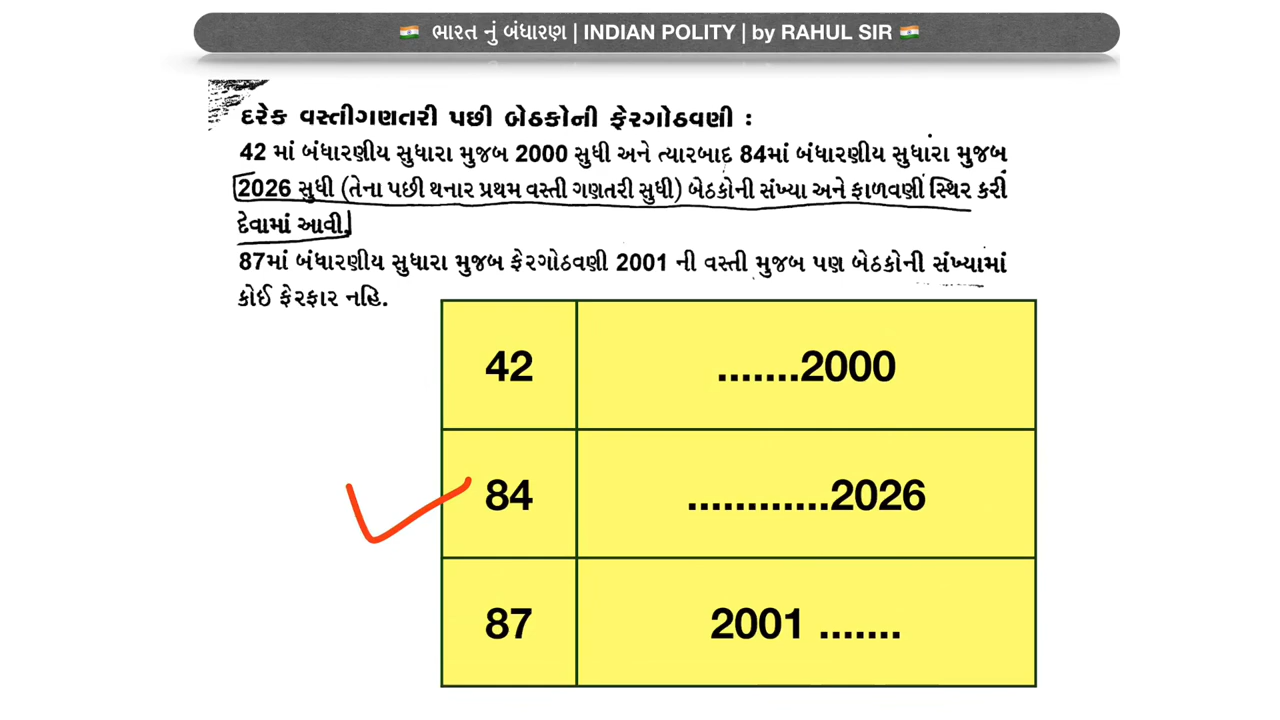 🇮🇳 ભારત નું બંધારણ | INDIAN POLITY | by RAHUL SIR 🇮🇳
દરેક વસ્તીગણતરી પછી બેઠકોની ફેરગોઠવણી :
42 માં બંધારણીય સુધારા મુજબ 2000 સુધી અને ત્યારબાદ 84માં બંધારણીય સુધારા મુજબ
2026 સુધી (તેના પછી થનાર પ્રથમ વસ્તી ગણતરી સુધી) બેઠકોની સંખ્યા અને ફાળવણી સ્થિર કરી
દેવામાં આવી.
87માં બંધારણીય સુધારા મુજબ ફેરગોઠવણી 2001 ની વસ્તી મુજબ પણ બેઠકોની સંખ્યામાં
કોઈ ફેરફાર નહિ.
42 .......2000
84 ............2026
87 2001 .......